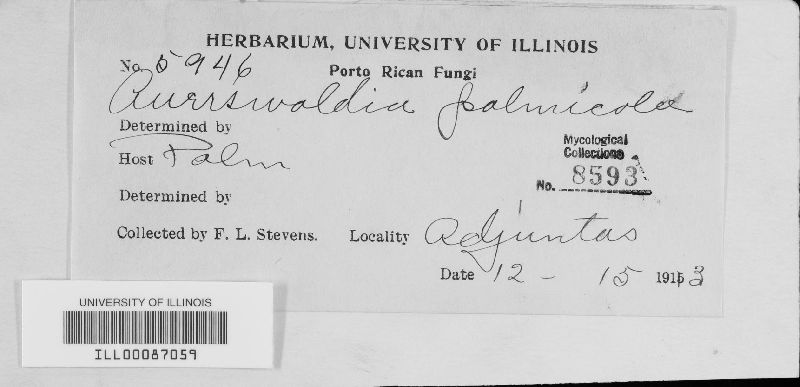 HERBARIUM, UNIVERSITY OF ILLINOIS
No. 5946 Porto Rican Fungi
Auerswaldia palmicola
Determined by
Host Palm
Mycological Collections
No. 8593
Determined by
Collected by F. L. Stevens. Locality Adjuntas
Date 12 - 15 1913
UNIVERSITY OF ILLINOIS
ILL00087059